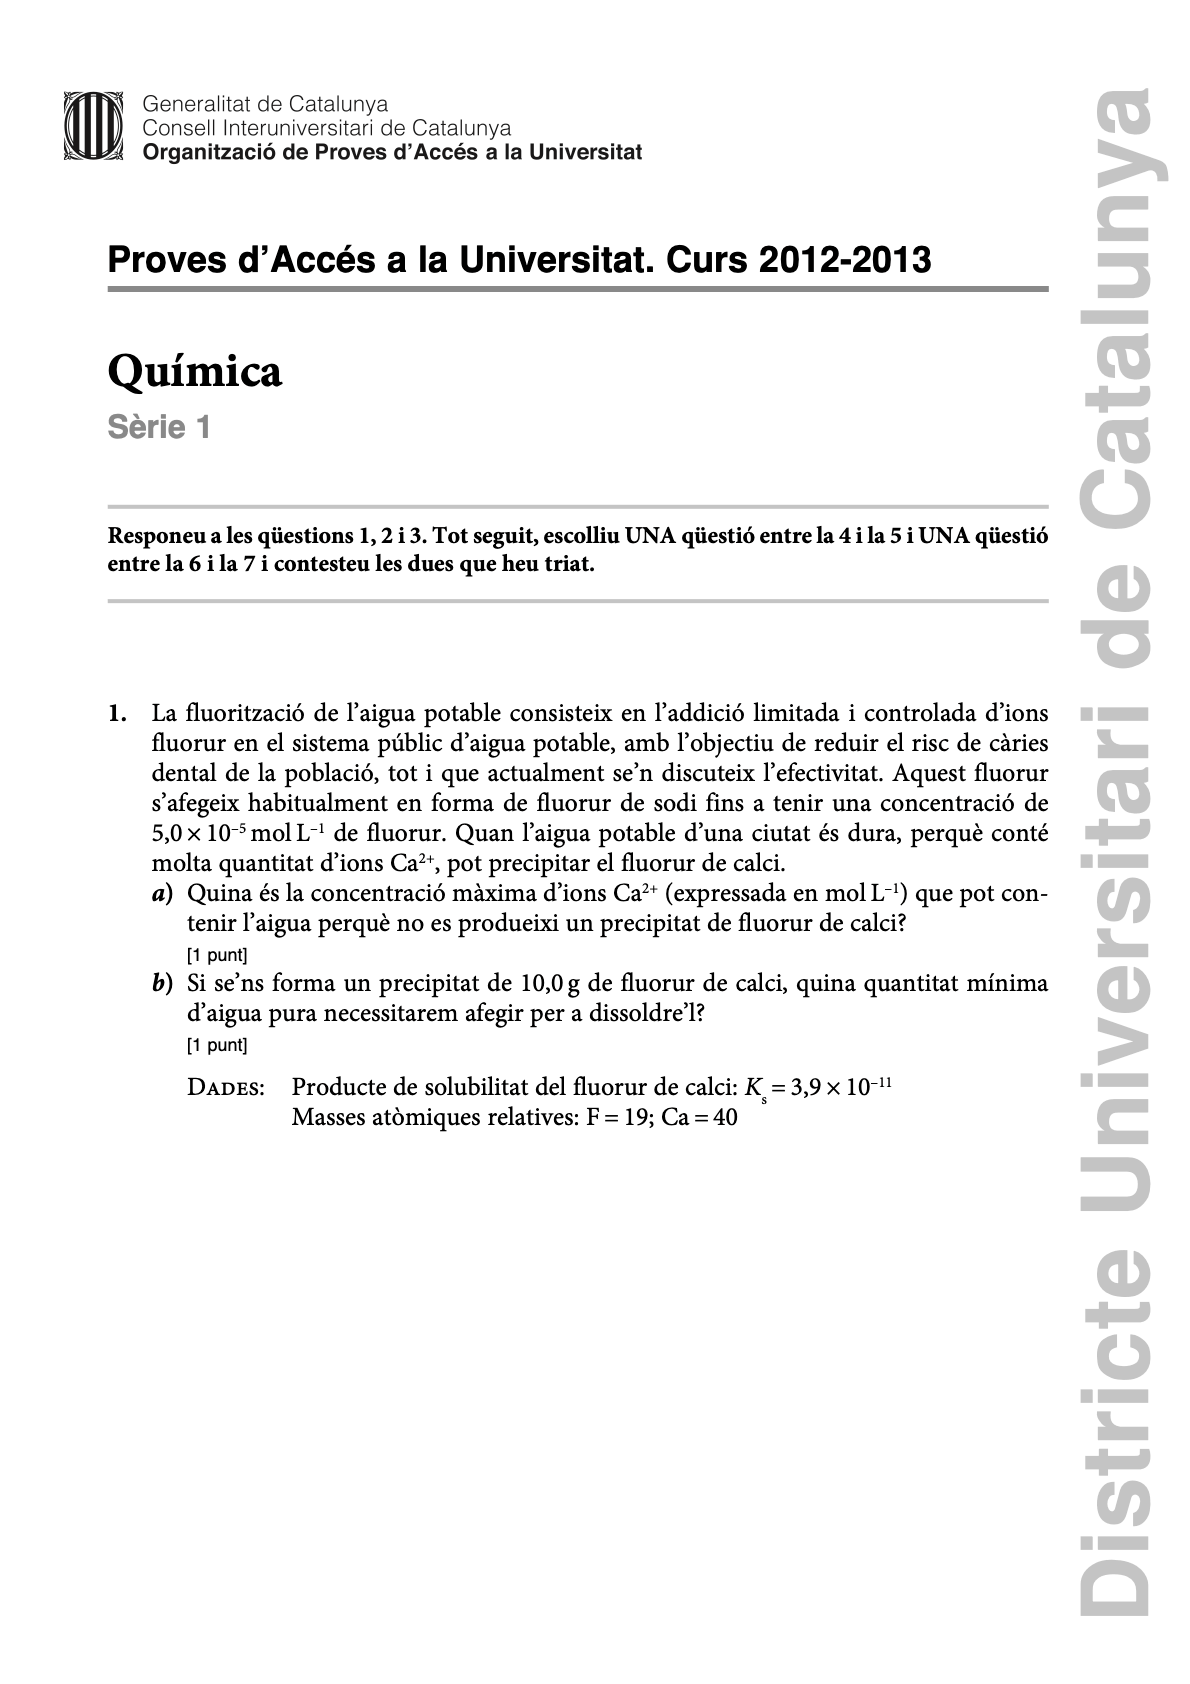 Generalitat de Catalunya
Consell Interuniversitari de Catalunya
Organització de Proves d’Accés a la Universitat
Proves d’Accés a la Universitat. Curs 2012-2013
Química
Sèrie 1
Responeu a les qüestions 1, 2 i 3. Tot seguit, escolliu UNA qüestió entre la 4 i la 5 i UNA qüestió
entre la 6 i la 7 i contesteu les dues que heu triat.
1. La fluorització de l’aigua potable consisteix en l’addició limitada i controlada d’ions
fluorur en el sistema públic d’aigua potable, amb l’objectiu de reduir el risc de càries
dental de la població, tot i que actualment se’n discuteix l’efectivitat. Aquest fluorur
s’afegeix habitualment en forma de fluorur de sodi fins a tenir una concentració de
5,0 × 10⁻⁵ mol L⁻¹ de fluorur. Quan l’aigua potable d’una ciutat és dura, perquè conté
molta quantitat d’ions Ca²⁺, pot precipitar el fluorur de calci.
a) Quina és la concentració màxima d’ions Ca²⁺ (expressada en mol L⁻¹) que pot con-
tenir l’aigua perquè no es produeixi un precipitat de fluorur de calci?
[1 punt]
b) Si se’ns forma un precipitat de 10,0 g de fluorur de calci, quina quantitat mínima
d’aigua pura necessitarem afegir per a dissoldre’l?
[1 punt]
DADES: Producte de solubilitat del fluorur de calci: Kₛ = 3,9 × 10⁻¹¹
Masses atòmiques relatives: F = 19; Ca = 40
Districte Universitari de Catalunya